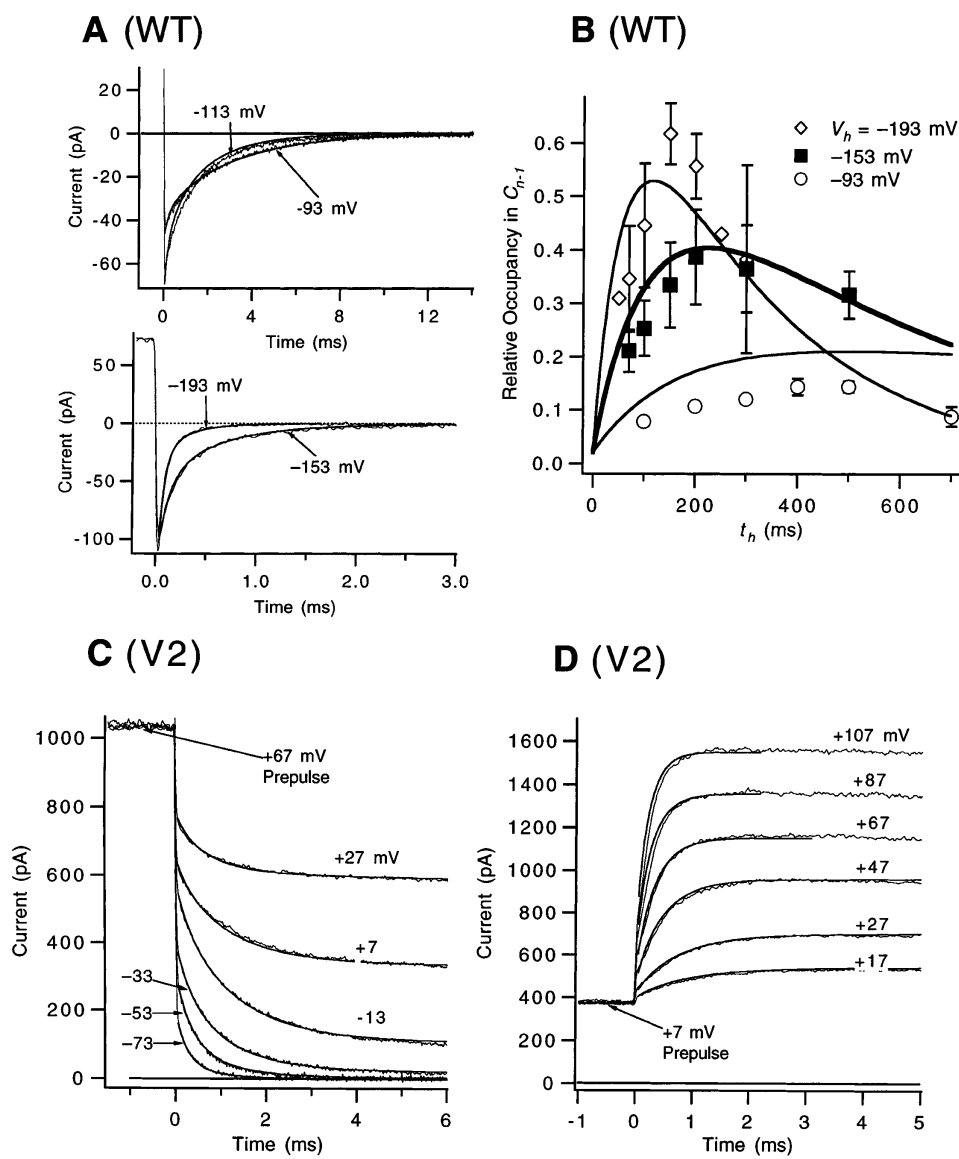 A (WT)
20
0
-20
-40
-60
Current (pA)
-113 mV
-93 mV
0
4
8
12
Time (ms)
50
0
-50
-100
Current (pA)
-193 mV
-153 mV
0.0
1.0
2.0
3.0
Time (ms)
B (WT)
0.6
0.5
0.4
0.3
0.2
0.1
0.0
Relative Occupancy in Cn-1
Vh = -193 mV
-153 mV
-93 mV
0
200
400
600
th (ms)
C (V2)
1000
800
600
400
200
0
Current (pA)
+67 mV
Prepulse
+27 mV
+7
-13
-33
-53
-73
0
2
4
6
Time (ms)
D (V2)
1600
1400
1200
1000
800
600
400
200
0
Current (pA)
+107 mV
+87
+67
+47
+27
+17
+7 mV
Prepulse
-1
0
1
2
3
4
5
Time (ms)